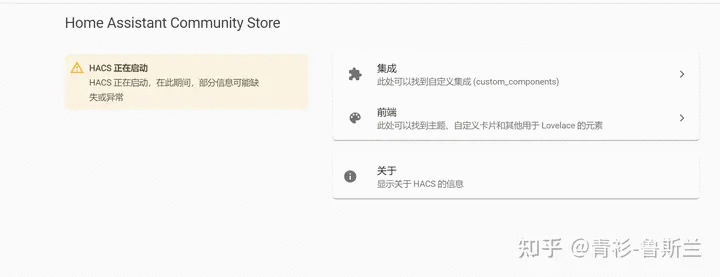 Home Assistant Community Store
HACS 正在启动
HACS 正在启动，在此期间，部分信息可能缺
失或异常
集成
此处可以找到自定义集成 (custom_components)
前端
此处可以找到主题、自定义卡片和其他用于 Lovelace 的元素
关于
显示关于 HACS 的信息
知乎 @青衫-鲁斯兰